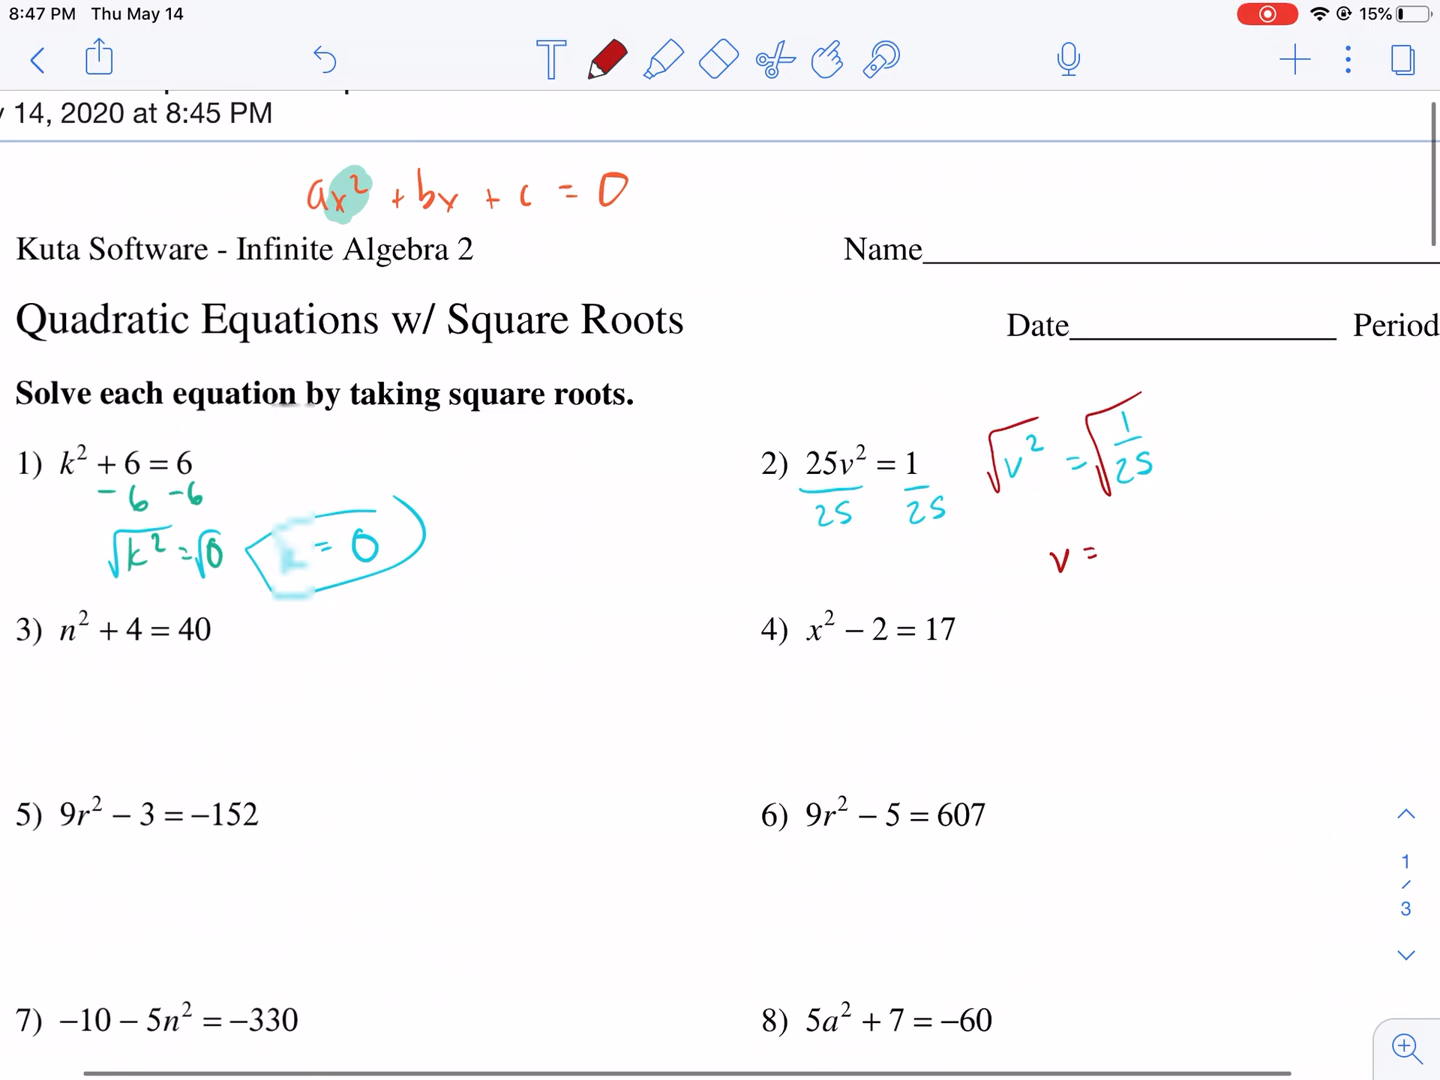 8:47 PM Thu May 14 15%
14, 2020 at 8:45 PM
ax² + bx + c = 0
Kuta Software - Infinite Algebra 2 Name
Quadratic Equations w/ Square Roots Date Period
Solve each equation by taking square roots.
1) k² + 6 = 6
- 6 -6
√k² = √0
= 0
2) 25v² = 1
25 25
√v² = √1/25
v =
3) n² + 4 = 40
4) x² − 2 = 17
5) 9r² − 3 = −152
6) 9r² − 5 = 607
1
/
3
7) −10 − 5n² = −330
8) 5a² + 7 = −60